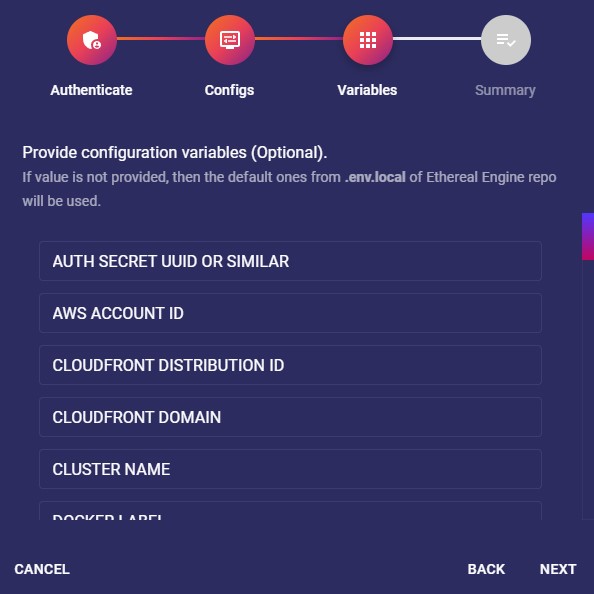 Authenticate Configs Variables Summary
Provide configuration variables (Optional).
If value is not provided, then the default ones from .env.local of Ethereal Engine repo
will be used.
AUTH SECRET UUID OR SIMILAR
AWS ACCOUNT ID
CLOUDFRONT DISTRIBUTION ID
CLOUDFRONT DOMAIN
CLUSTER NAME
DOCKER LABEL
CANCEL BACK NEXT